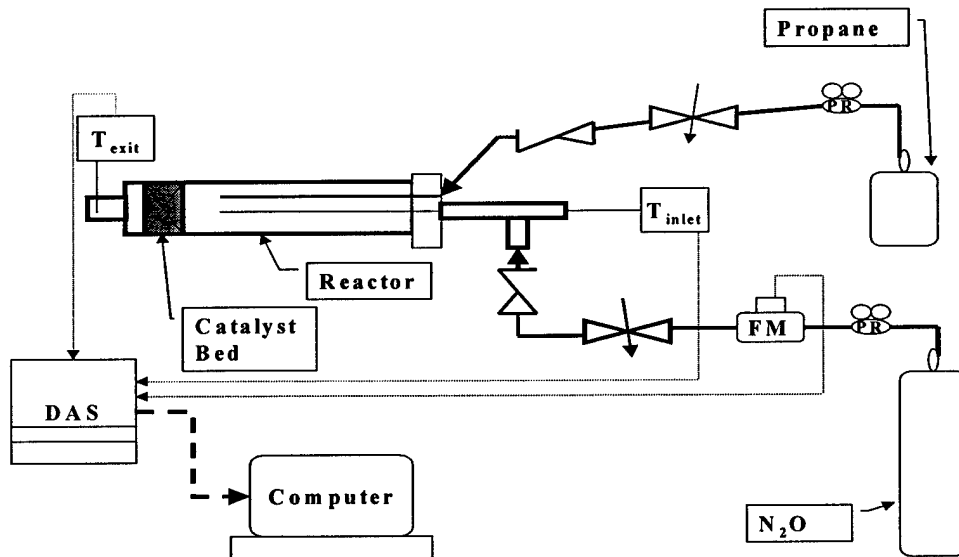 Propane
PR
T exit
T inlet
Reactor
Catalyst
Bed
FM
PR
DAS
Computer
N₂O